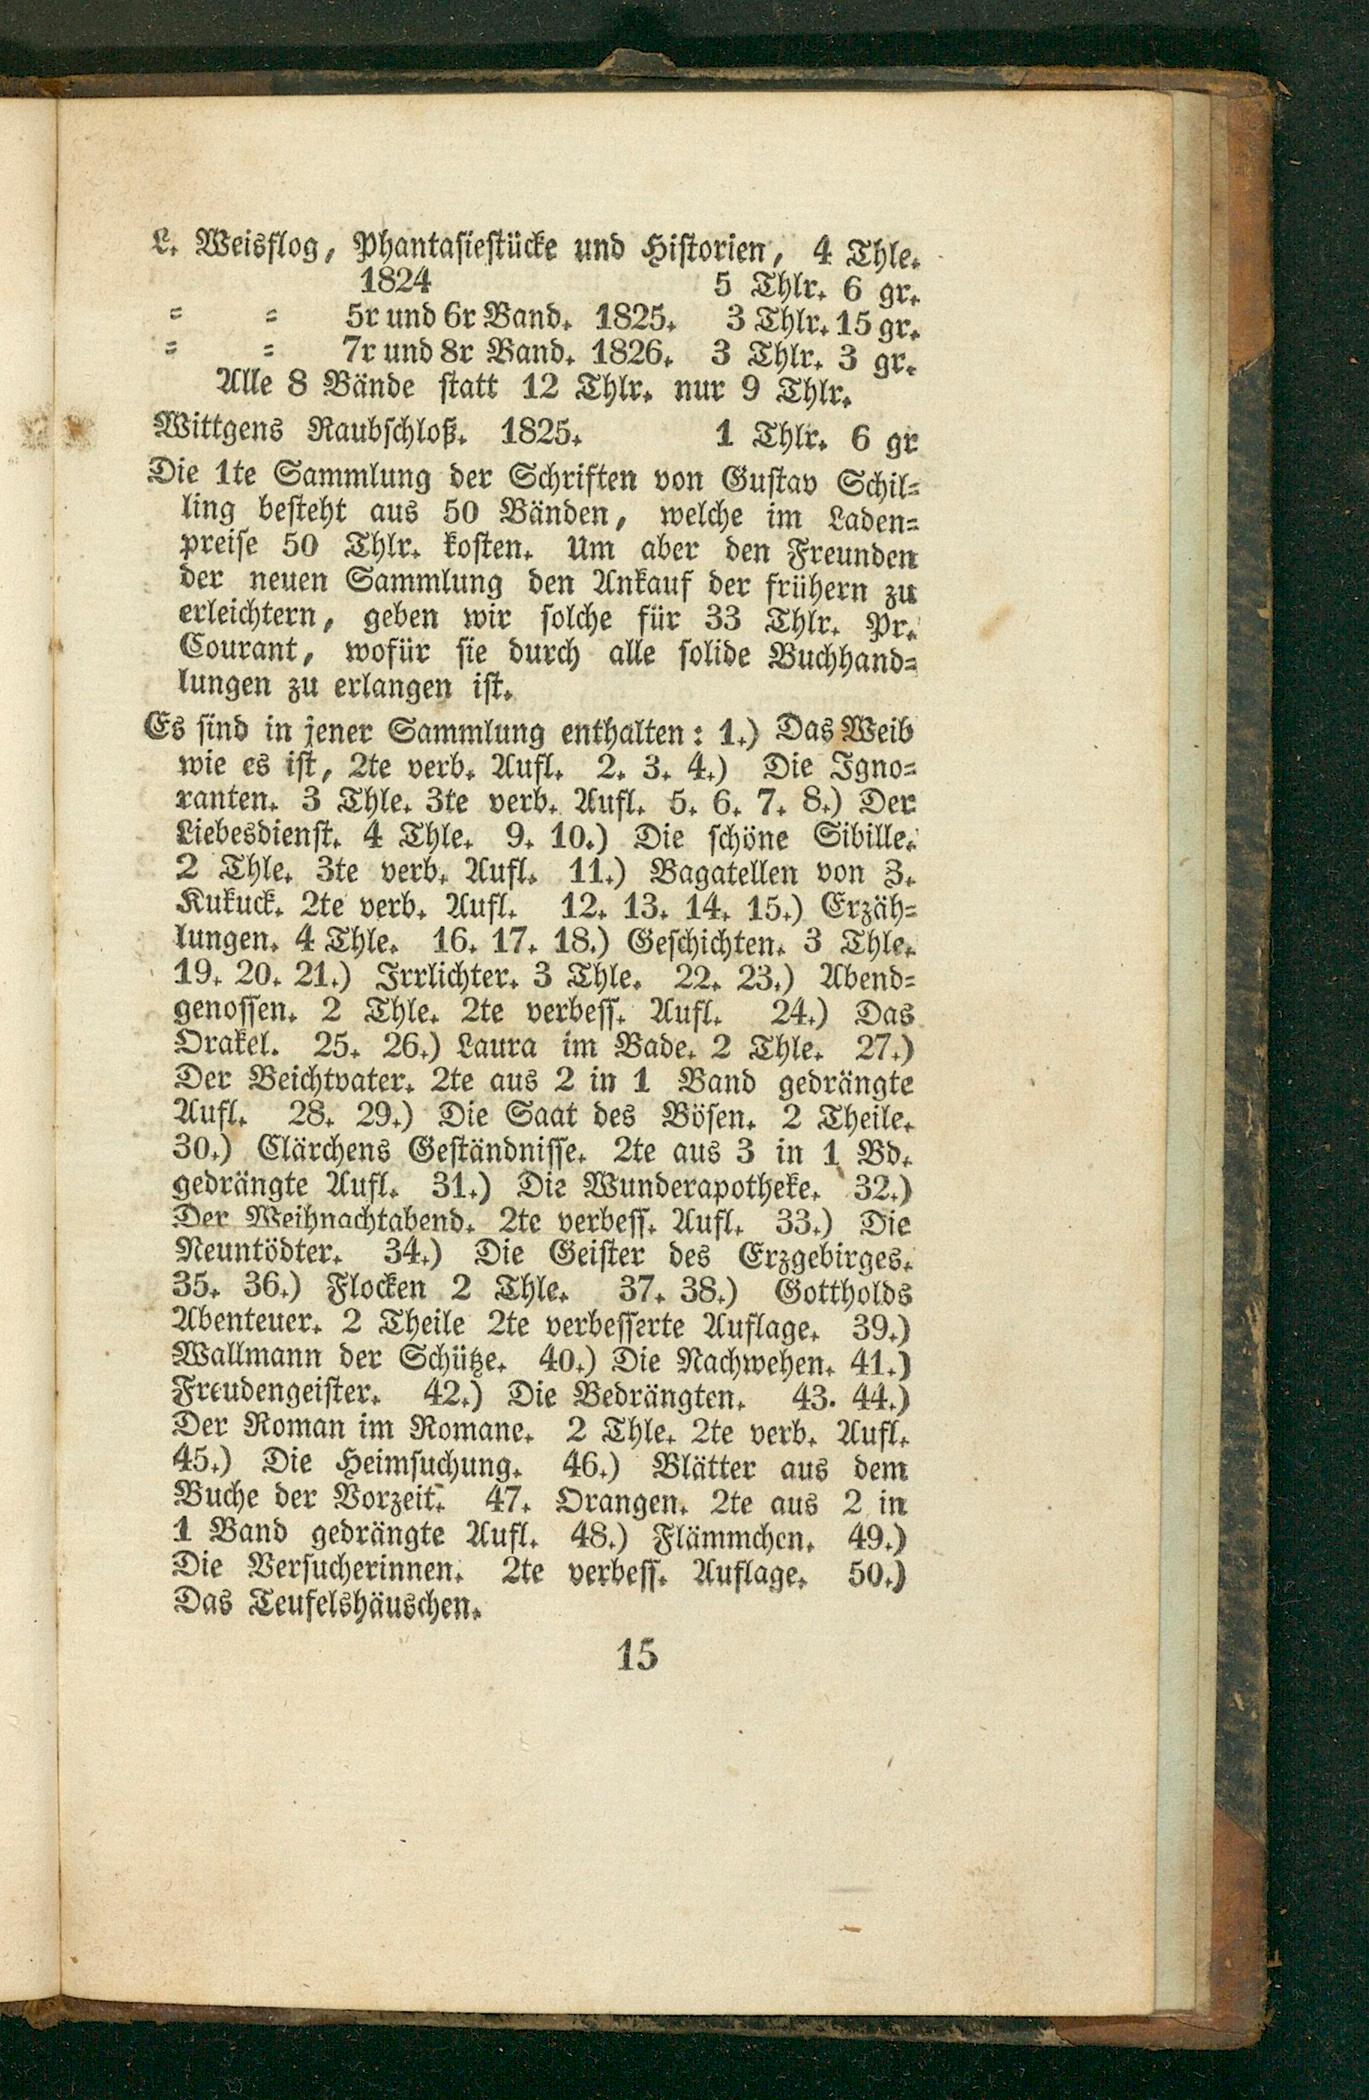 L. Weisflog, Phantasiestücke und Historien, 4 Thle.
1824 5 Thlr. 6 gr.
= = 5r und 6r Band. 1825. 3 Thlr. 15 gr.
= = 7r und 8r Band. 1826. 3 Thlr. 3 gr.
Alle 8 Bände statt 12 Thlr. nur 9 Thlr.
Wittgens Raubschloß. 1825. 1 Thlr. 6 gr
Die 1te Sammlung der Schriften von Gustav Schil=
ling besteht aus 50 Bänden, welche im Laden=
preise 50 Thlr. kosten. Um aber den Freunden
der neuen Sammlung den Ankauf der frühern zu
erleichtern, geben wir solche für 33 Thlr. Pr.
Courant, wofür sie durch alle solide Buchhand=
lungen zu erlangen ist.
Es sind in jener Sammlung enthalten: 1.) Das Weib
wie es ist, 2te verb. Aufl. 2. 3. 4.) Die Igno=
ranten. 3 Thle. 3te verb. Aufl. 5. 6. 7. 8.) Der
Liebesdienst. 4 Thle. 9. 10.) Die schöne Sibille.
2 Thle. 3te verb. Aufl. 11.) Bagatellen von Z.
Kukuck. 2te verb. Aufl. 12. 13. 14. 15.) Erzäh=
lungen. 4 Thle. 16. 17. 18.) Geschichten. 3 Thle.
19. 20. 21.) Irrlichter. 3 Thle. 22. 23.) Abend=
genossen. 2 Thle. 2te verbess. Aufl. 24.) Das
Orakel. 25. 26.) Laura im Bade. 2 Thle. 27.)
Der Beichtvater. 2te aus 2 in 1 Band gedrängte
Aufl. 28. 29.) Die Saat des Bösen. 2 Theile.
30.) Clärchens Geständnisse. 2te aus 3 in 1 Bd.
gedrängte Aufl. 31.) Die Wunderapotheke. 32.)
Der Weihnachtabend. 2te verbess. Aufl. 33.) Die
Neuntödter. 34.) Die Geister des Erzgebirges.
35. 36.) Flocken 2 Thle. 37. 38.) Gottholds
Abenteuer. 2 Theile 2te verbesserte Auflage. 39.)
Wallmann der Schütze. 40.) Die Nachwehen. 41.)
Freudengeister. 42.) Die Bedrängten. 43. 44.)
Der Roman im Romane. 2 Thle. 2te verb. Aufl.
45.) Die Heimsuchung. 46.) Blätter aus dem
Buche der Vorzeit. 47. Orangen. 2te aus 2 in
1 Band gedrängte Aufl. 48.) Flämmchen. 49.)
Die Versucherinnen. 2te verbess. Auflage. 50.)
Das Teufelshäuschen.
15